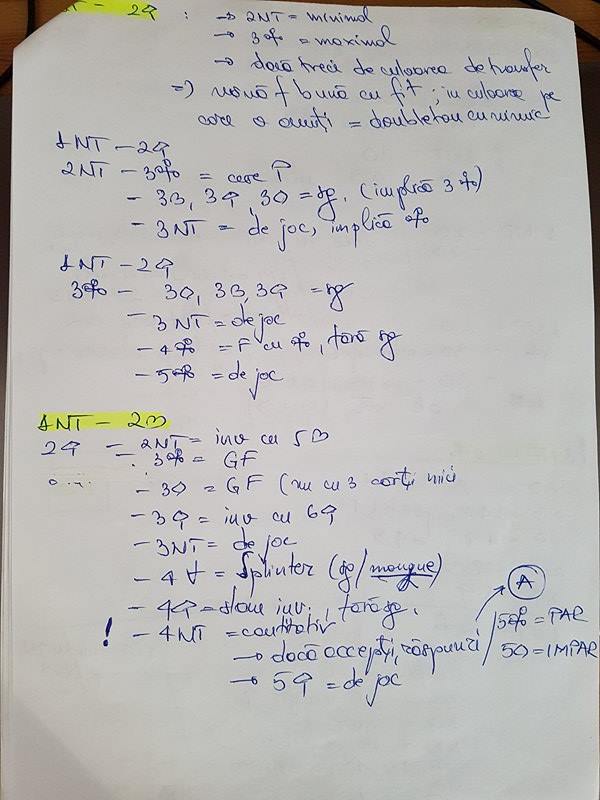 1NT – 2♠ : → 2NT = minimal
→ 3♣ = maximal
→ dacă treci de culoarea de transfer
⇒ mână f bună cu fit; în culoarea pe
care o anunți = doubleton cu nimic
1NT – 2♠
2NT – 3♣ = cere P
– 3♥, 3♠, 3♦ = sg. (implică 3♣)
– 3NT = de joc, implică ♣
1NT – 2♠
3♣ – 3♦, 3♥, 3♠ = sg
– 3NT = de joc
– 4♣ = F cu ♣, fără sg
– 5♣ = de joc
1NT – 2♥
2♠ – 2NT = inv cu 5♥
– 3♣ = GF
– 3♦ = GF (nu cu 3 cărți mici
– 3♠ = inv cu 6♠
– 3NT = de joc
– 4 = Splinter (sg/)
– 4♠ = slam inv., fără sg.
! – 4NT = cantitativ
→ dacă accepți, răspunzi / 5♣ = PAR
5♦ = IMPAR
A
→ 5♠ = de joc